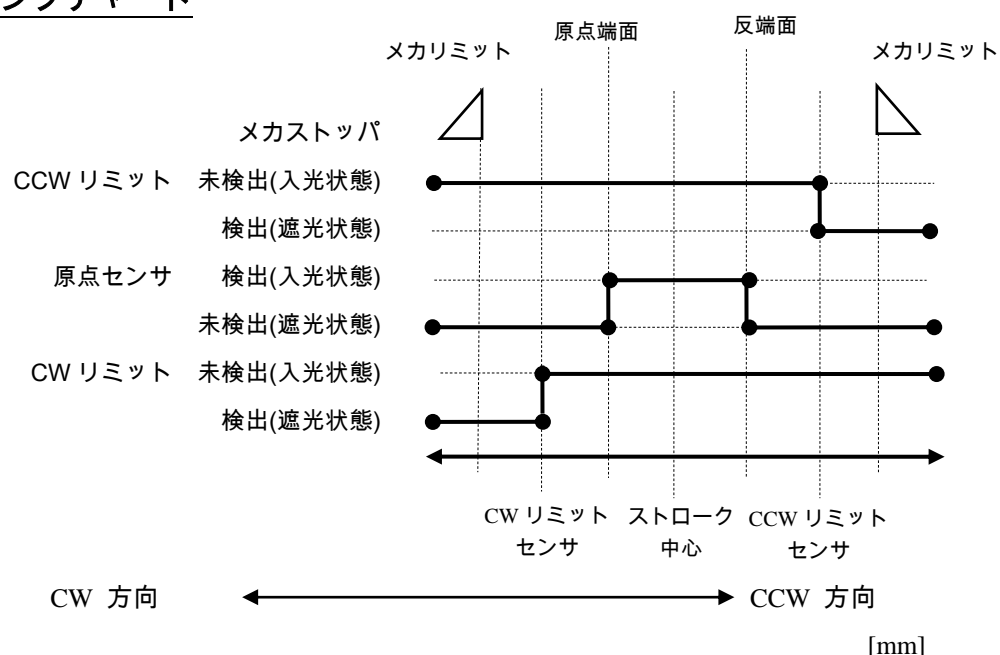 原点端面
反端面
メカリミット
メカリミット
メカストッパ
CCW リミット 未検出(入光状態)
検出(遮光状態)
原点センサ 検出(入光状態)
未検出(遮光状態)
CW リミット 未検出(入光状態)
検出(遮光状態)
CW リミット
センサ
ストローク
中心
CCW リミット
センサ
CW 方向
CCW 方向
[mm]